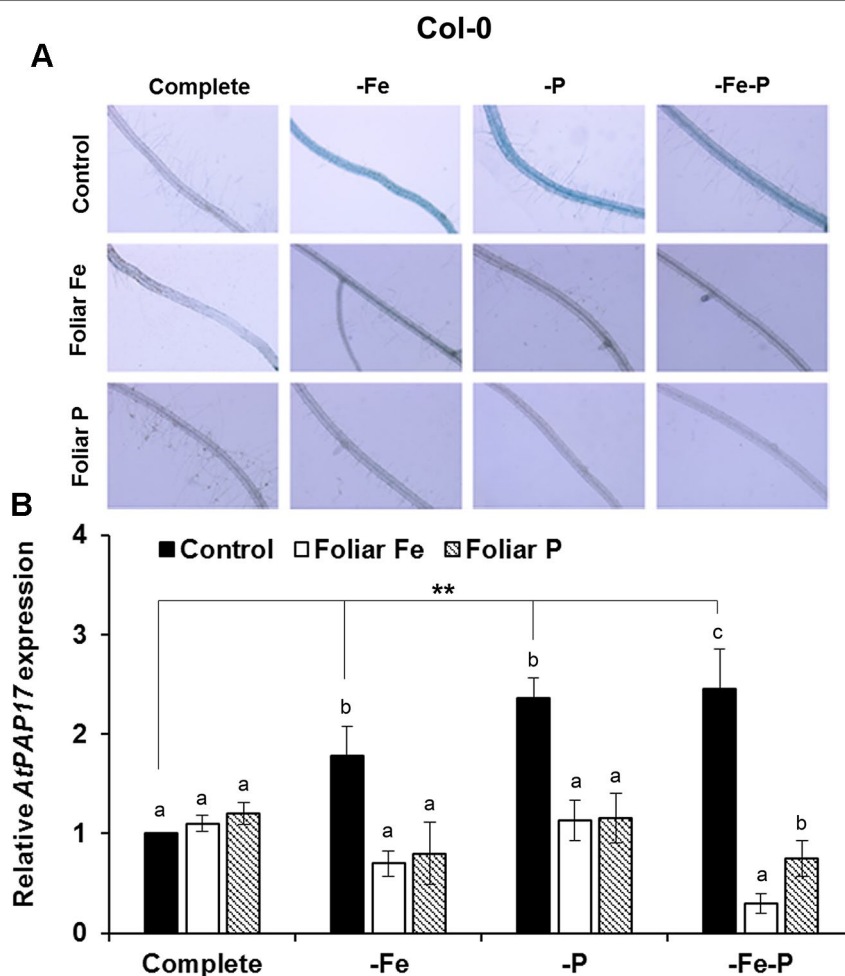 Col-0
A
Complete -Fe -P -Fe-P
Control
Foliar Fe
Foliar P
B
Control Foliar Fe Foliar P
**
Relative AtPAP17 expression
4
3
2
1
0
a a a
b a a
b a a
c a b
Complete -Fe -P -Fe-P